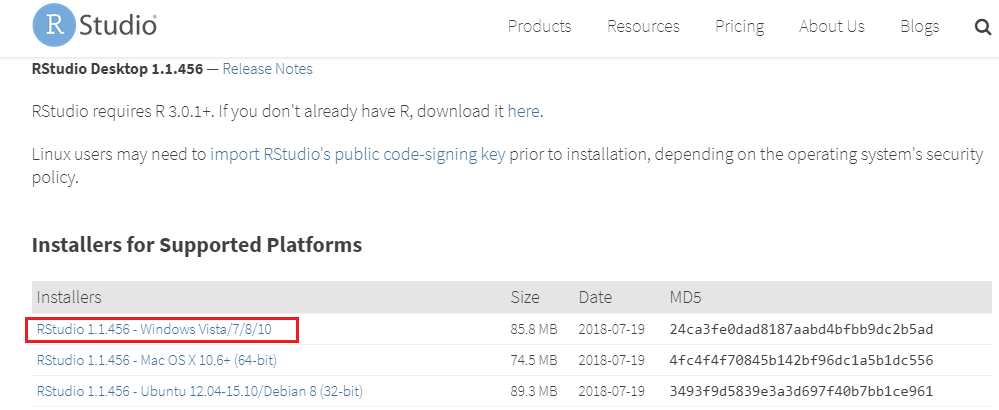 R Studio®
Products Resources Pricing About Us Blogs
RStudio Desktop 1.1.456 — Release Notes
RStudio requires R 3.0.1+. If you don't already have R, download it here.
Linux users may need to import RStudio's public code-signing key prior to installation, depending on the operating system's security
policy.
Installers for Supported Platforms
Installers Size Date MD5
RStudio 1.1.456 - Windows Vista/7/8/10 85.8 MB 2018-07-19 24ca3fe0dad8187aabd4bfbb9dc2b5ad
RStudio 1.1.456 - Mac OS X 10.6+ (64-bit) 74.5 MB 2018-07-19 4fc4f4f70845b142bf96dc1a5b1dc556
RStudio 1.1.456 - Ubuntu 12.04-15.10/Debian 8 (32-bit) 89.3 MB 2018-07-19 3493f9d5839e3a3d697f40b7bb1ce961